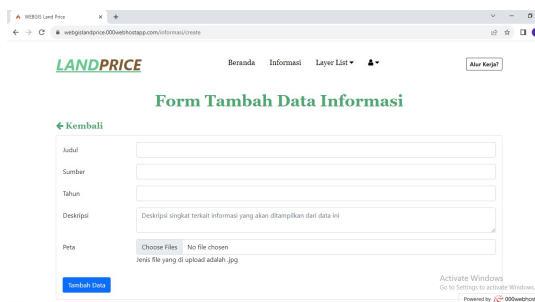 WEBGIS Land Price
webgislandprice.000webhostapp.com/informasi/create
LANDPRICE
Beranda Informasi Layer List
Alur Kerja?
Form Tambah Data Informasi
Kembali
Judul
Sumber
Tahun
Deskripsi
Deskripsi singkat terkait informasi yang akan ditampilkan dari data ini
Peta
Choose Files No file chosen
Jenis file yang di upload adalah .jpg
Tambah Data
Activate Windows
Go to Settings to activate Windows.
Powered by 000webhost